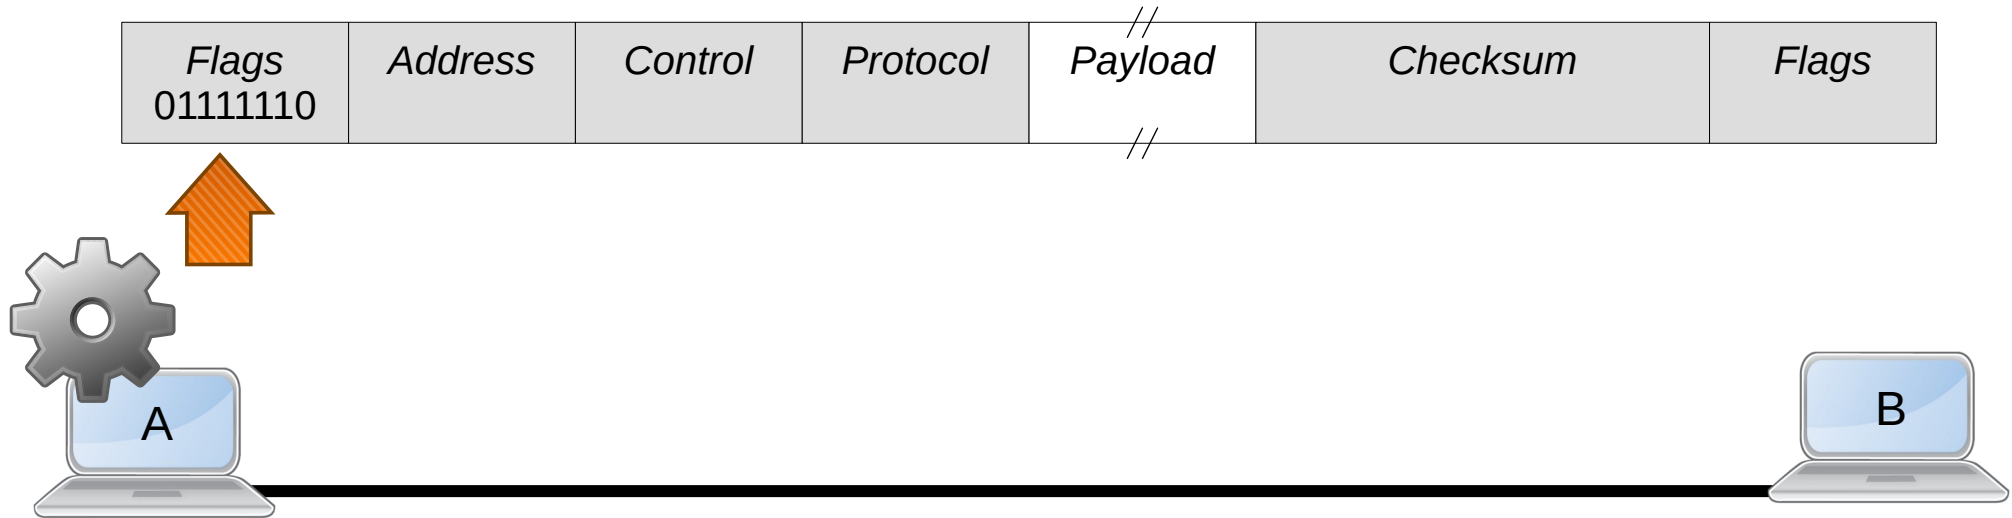 Flags
01111110
Address
Control
Protocol
Payload
Checksum
Flags
A
B